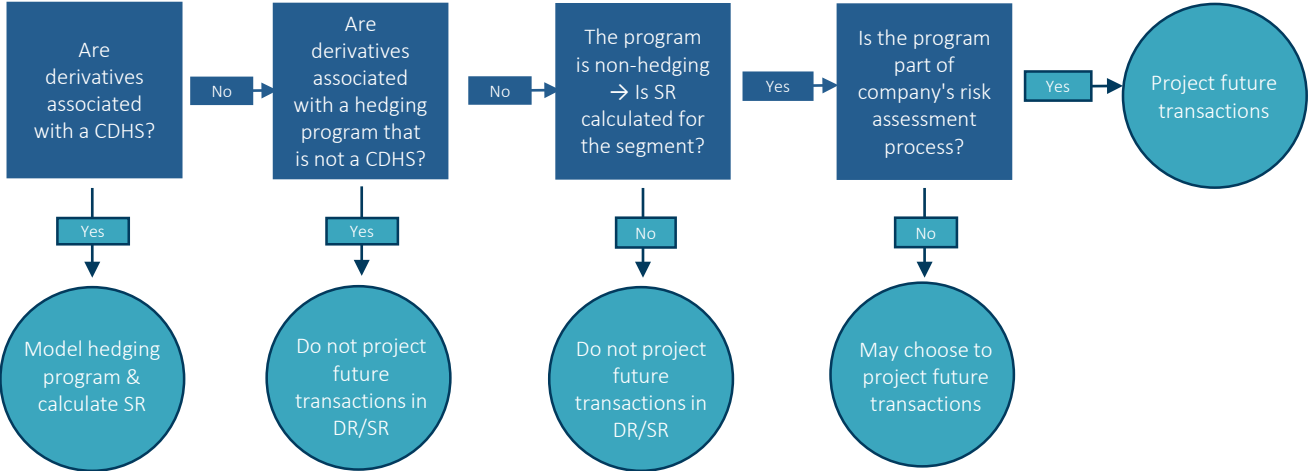 Are
derivatives
associated
with a CDHS?
No
Are
derivatives
associated
with a hedging
program that
is not a CDHS?
No
The program
is non-hedging
→ Is SR
calculated for
the segment?
Yes
Is the program
part of
company's risk
assessment
process?
Yes
Project future
transactions
Yes
Yes
No
No
Model hedging
program &
calculate SR
Do not project
future
transactions in
DR/SR
Do not project
future
transactions in
DR/SR
May choose to
project future
transactions